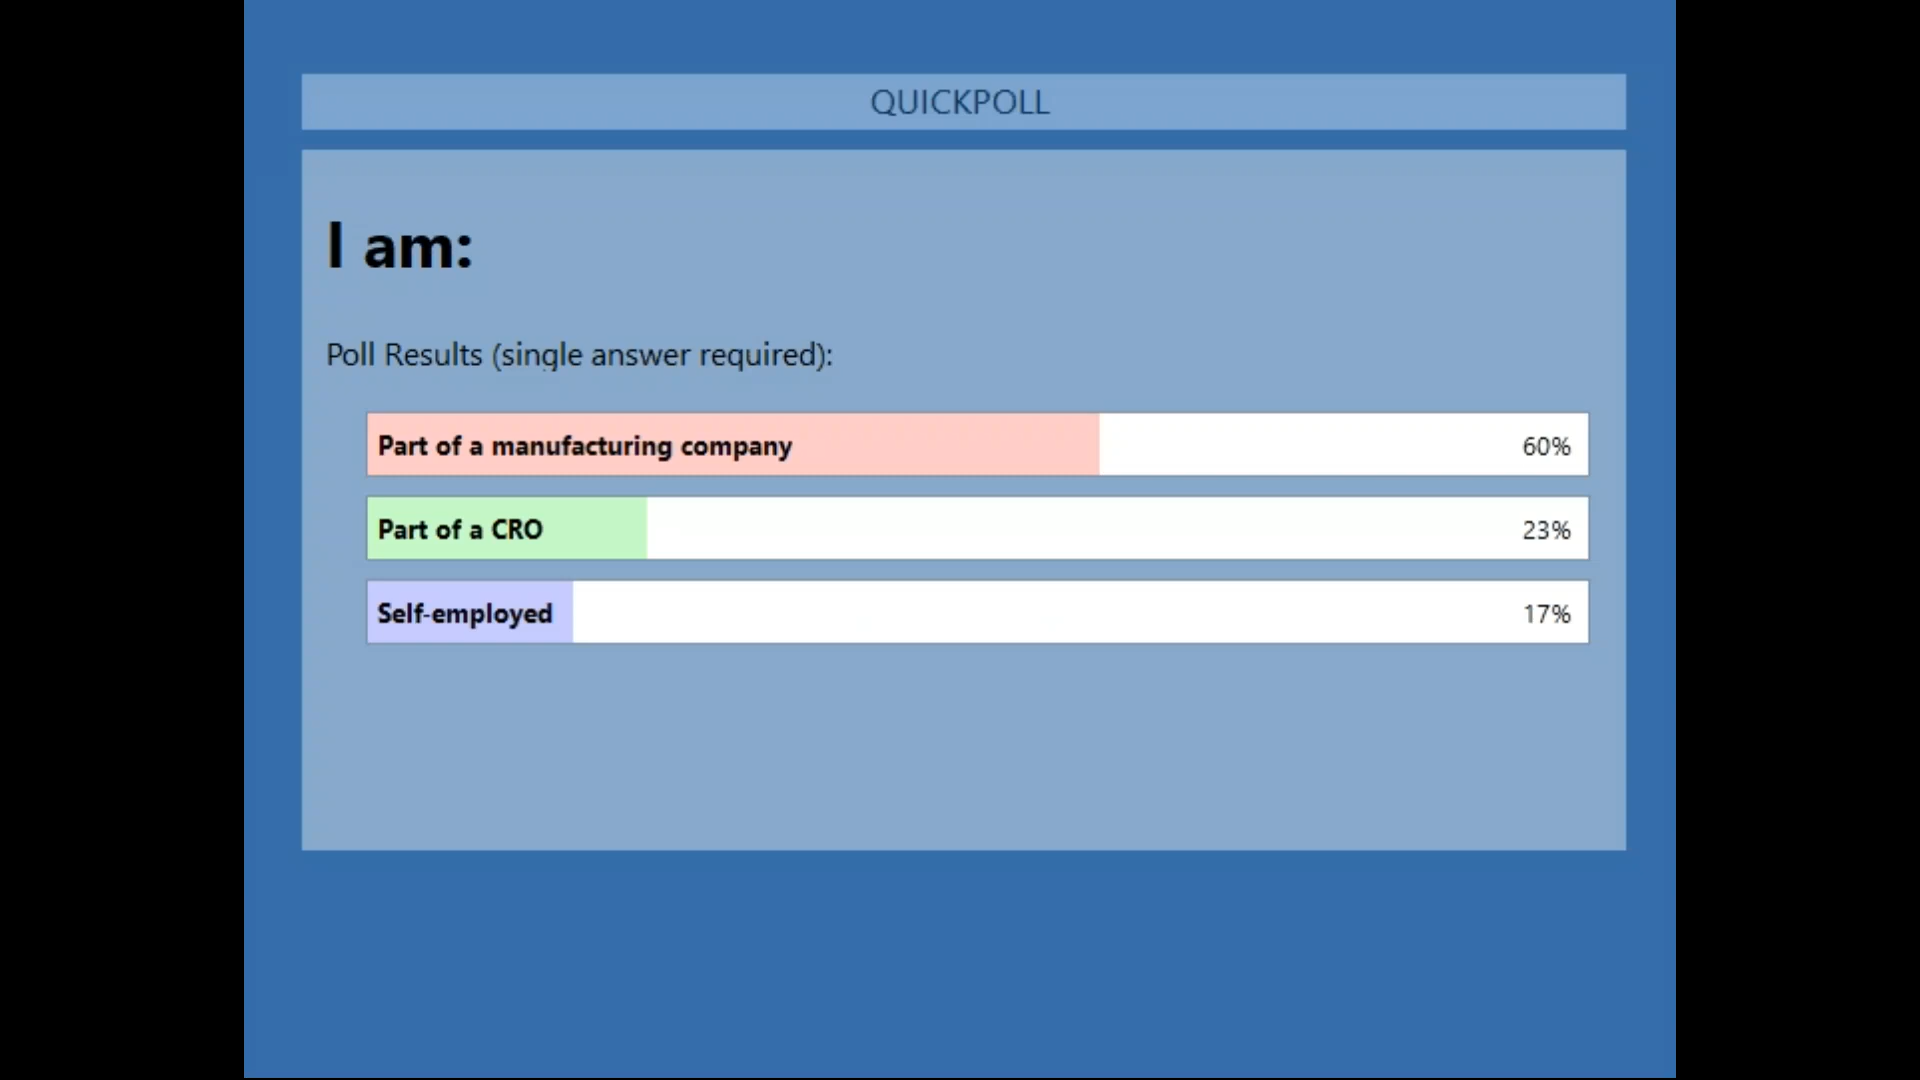 QUICKPOLL
I am:
Poll Results (single answer required):
Part of a manufacturing company 60%
Part of a CRO 23%
Self-employed 17%